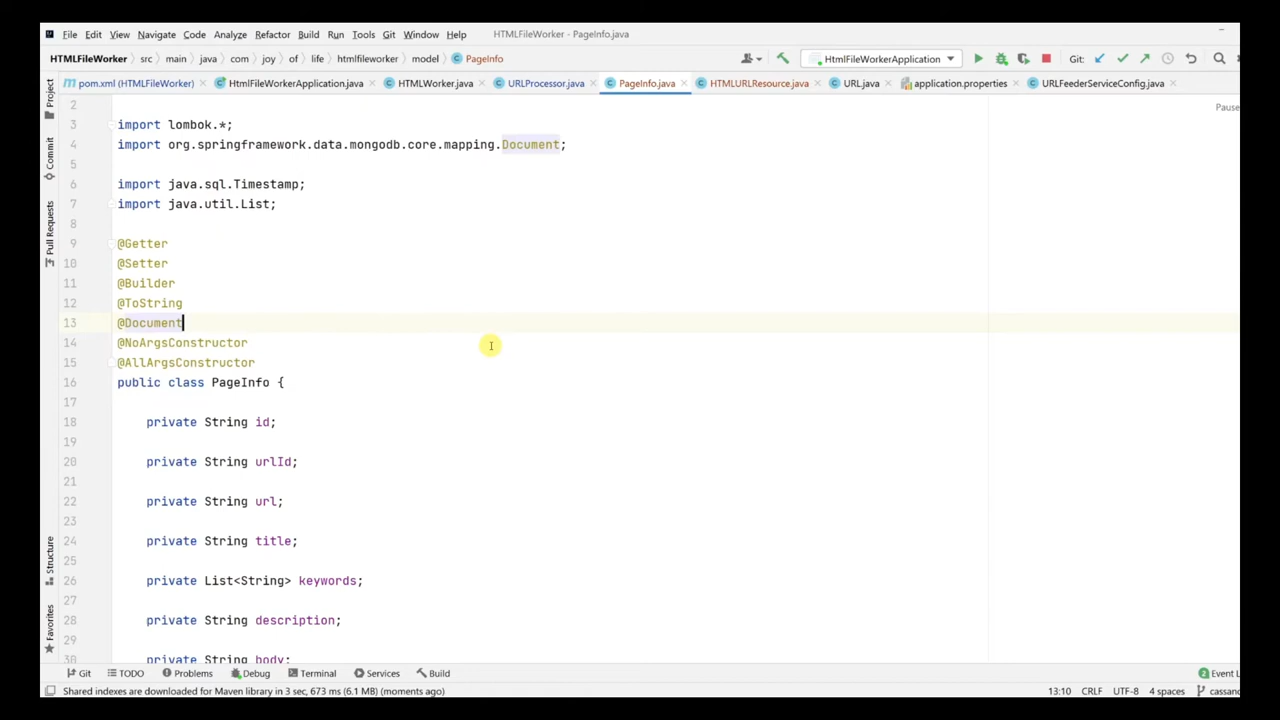 File Edit View Navigate Code Analyze Refactor Build Run Tools Git Window Help HTMLFileWorker - PageInfo.java
HTMLFileWorker src main java com joy of life htmlfileworker model PageInfo HtmlFileWorkerApplication Git:
pom.xml (HTMLFileWorker) HtmlFileWorkerApplication.java HTMLWorker.java URLProcessor.java PageInfo.java HTMLURLResource.java URL.java application.properties URLFeederServiceConfig.java
Project
Commit
Pull Requests
Structure
Favorites
2
Pause
3 import lombok.*;
4 import org.springframework.data.mongodb.core.mapping.Document;
5
6 import java.sql.Timestamp;
7 import java.util.List;
8
9 @Getter
10 @Setter
11 @Builder
12 @ToString
13 @Document
14 @NoArgsConstructor
15 @AllArgsConstructor
16 public class PageInfo {
17
18 private String id;
19
20 private String urlId;
21
22 private String url;
23
24 private String title;
25
26 private List<String> keywords;
27
28 private String description;
29
30 private String body;
Git TODO Problems Debug Terminal Services Build Event L
Shared indexes are downloaded for Maven library in 3 sec, 673 ms (6.1 MB) (moments ago) 13:10 CRLF UTF-8 4 spaces cassand